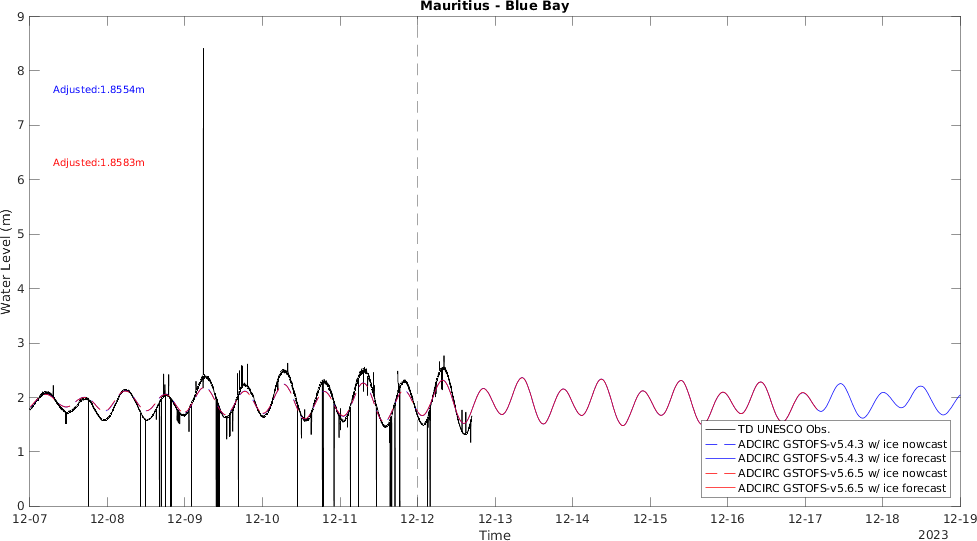 Mauritius - Blue Bay
9
8
7
6
5
4
3
2
1
0
Water Level (m)
Adjusted:1.8554m
Adjusted:1.8583m
TD UNESCO Obs.
ADCIRC GSTOFS-v5.4.3 w/ ice nowcast
ADCIRC GSTOFS-v5.4.3 w/ ice forecast
ADCIRC GSTOFS-v5.6.5 w/ ice nowcast
ADCIRC GSTOFS-v5.6.5 w/ ice forecast
12-07 12-08 12-09 12-10 12-11 12-12 12-13 12-14 12-15 12-16 12-17 12-18 12-19
Time
2023